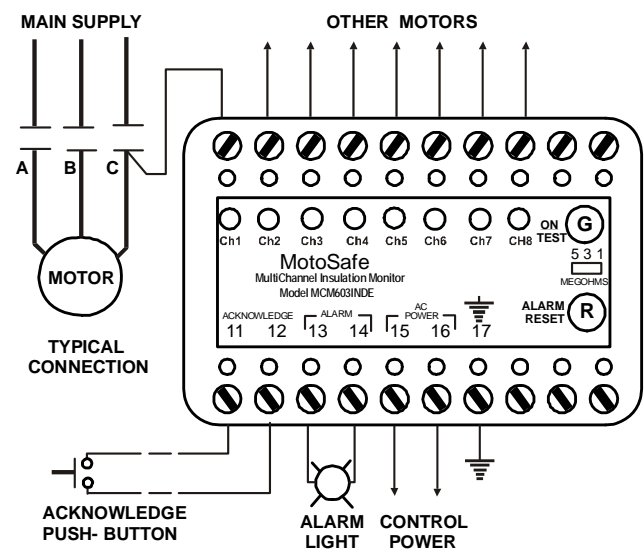 MAIN SUPPLY
OTHER MOTORS
A B C
MOTOR
TYPICAL
CONNECTION
Ch1 Ch2 Ch3 Ch4 Ch5 Ch6 Ch7 CH8
ON
TEST
G
5 3 1
MEGOHMS
MotoSafe
MultiChannel Insulation Monitor
Model MCM603INDE
ALARM
RESET
R
ACKNOWLEDGE ALARM AC
POWER
11 12 13 14 15 16 17
ACKNOWLEDGE
PUSH- BUTTON
ALARM
LIGHT
CONTROL
POWER